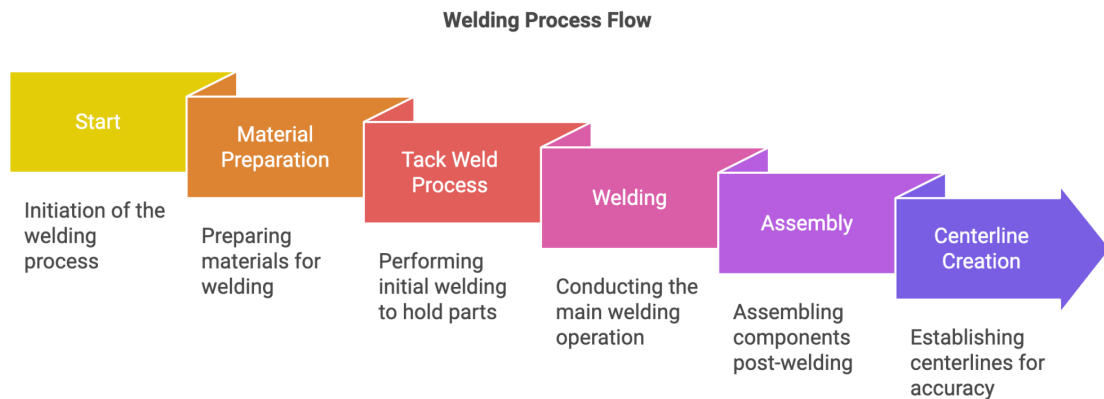 Welding Process Flow
Start
Initiation of the
welding
process
Material
Preparation
Preparing
materials for
welding
Tack Weld
Process
Performing
initial welding
to hold parts
Welding
Conducting the
main welding
operation
Assembly
Assembling
components
post-welding
Centerline
Creation
Establishing
centerlines for
accuracy